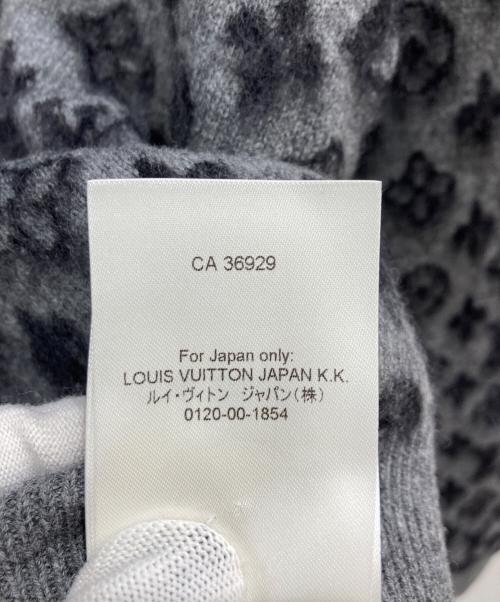 CA 36929
For Japan only:
LOUIS VUITTON JAPAN K.K.
ルイ・ヴィトン ジャパン(株)
0120-00-1854